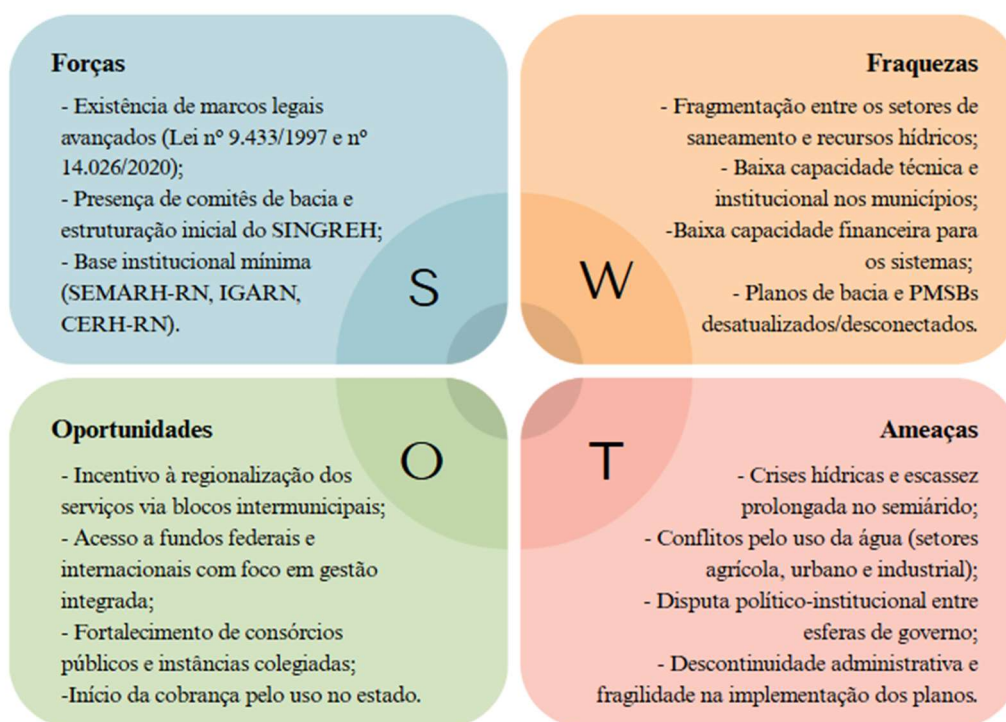 Forças
- Existência de marcos legais
avançados (Lei nº 9.433/1997 e nº
14.026/2020);
- Presença de comitês de bacia e
estruturação inicial do SINGREH;
- Base institucional mínima
(SEMARH-RN, IGARN,
CERH-RN).
S
Fraquezas
- Fragmentação entre os setores de
saneamento e recursos hídricos;
- Baixa capacidade técnica e
institucional nos municípios;
-Baixa capacidade financeira para
os sistemas;
- Planos de bacia e PMSBs
desatualizados/desconectados.
W
Oportunidades
- Incentivo à regionalização dos
serviços via blocos intermunicipais;
- Acesso a fundos federais e
internacionais com foco em gestão
integrada;
- Fortalecimento de consórcios
públicos e instâncias colegiadas;
-Início da cobrança pelo uso no estado.
O
Ameaças
- Crises hídricas e escassez
prolongada no semiárido;
- Conflitos pelo uso da água (setores
agrícola, urbano e industrial);
- Disputa político-institucional entre
esferas de governo;
- Descontinuidade administrativa e
fragilidade na implementação dos planos.
T